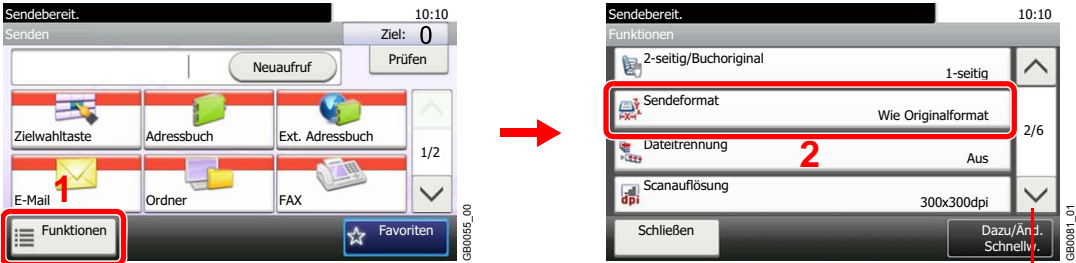 Sendebereit.
10:10
Senden
Ziel: 0
Neuaufruf
Prüfen
Zielwahltaste
Adressbuch
Ext. Adressbuch
1/2
E-Mail
1
Ordner
FAX
Funktionen
Favoriten
GB0055_00
Sendebereit.
10:10
Funktionen
2-seitig/Buchoriginal
1-seitig
Sendeformat
Wie Originalformat
2/6
Dateitrennung
2
Aus
Scanauflösung
dpi
300x300dpi
Schließen
Dazu/Änd.
Schnellw.
GB0081_01